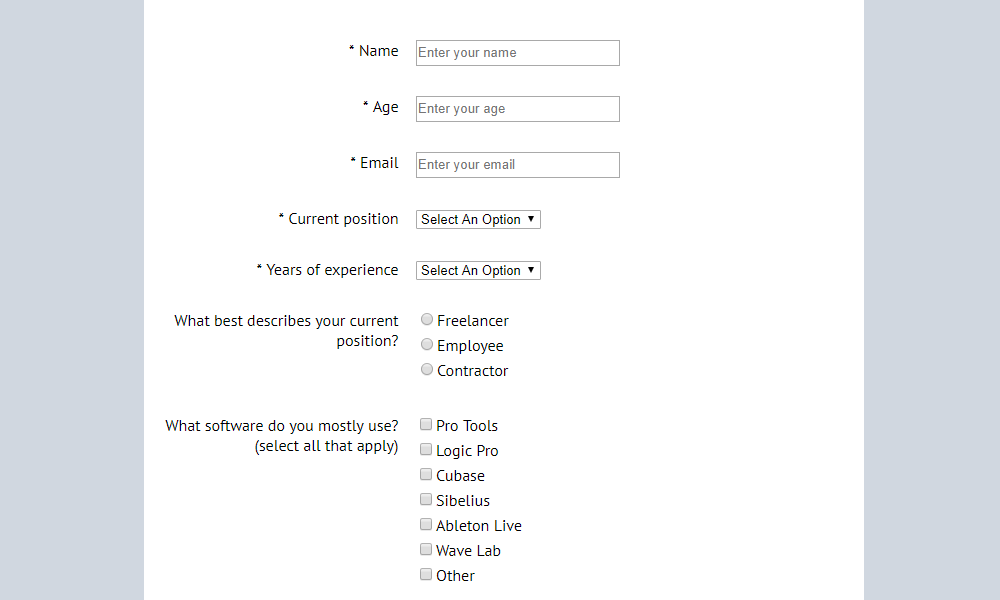 * Name Enter your name
* Age Enter your age
* Email Enter your email
* Current position Select An Option ▼
* Years of experience Select An Option ▼
What best describes your current
position?
Freelancer
Employee
Contractor
What software do you mostly use?
(select all that apply)
Pro Tools
Logic Pro
Cubase
Sibelius
Ableton Live
Wave Lab
Other